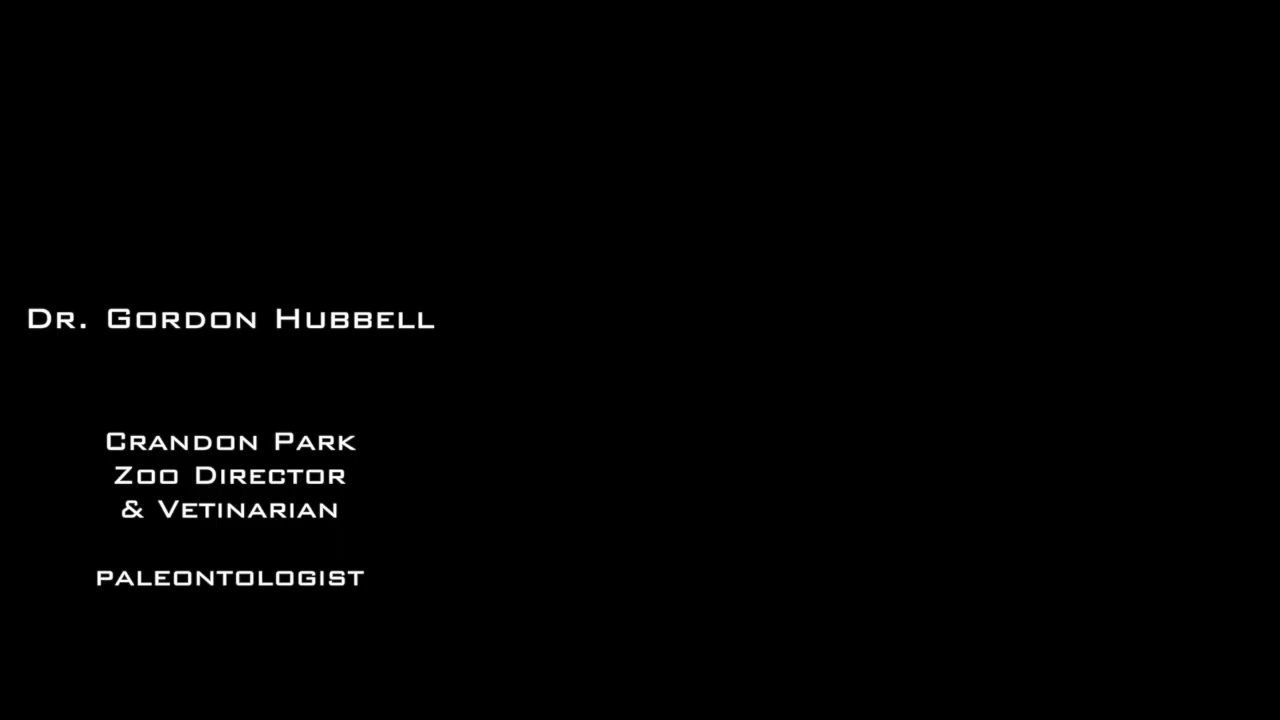 Dr. Gordon Hubbell
Crandon Park
Zoo Director
& Vetinarian
paleontologist